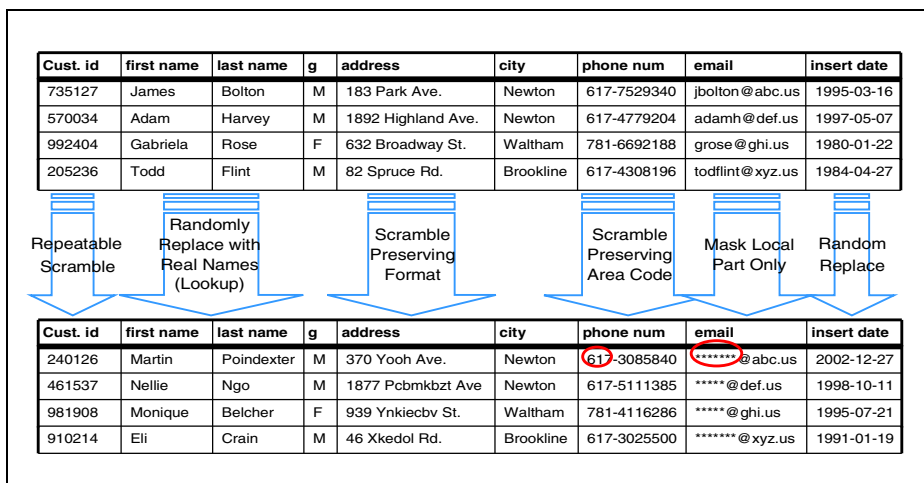 Cust. id first name last name g address city phone num email insert date
735127 James Bolton M 183 Park Ave. Newton 617-7529340 jbolton@abc.us 1995-03-16
570034 Adam Harvey M 1892 Highland Ave. Newton 617-4779204 adamh@def.us 1997-05-07
992404 Gabriela Rose F 632 Broadway St. Waltham 781-6692188 grose@ghi.us 1980-01-22
205236 Todd Flint M 82 Spruce Rd. Brookline 617-4308196 todflint@xyz.us 1984-04-27
Repeatable
Scramble
Randomly
Replace with
Real Names
(Lookup)
Scramble
Preserving
Format
Scramble
Preserving
Area Code
Mask Local
Part Only
Random
Replace
Cust. id first name last name g address city phone num email insert date
240126 Martin Poindexter M 370 Yooh Ave. Newton 617-3085840 *******@abc.us 2002-12-27
461537 Nellie Ngo M 1877 Pcbmkbzt Ave Newton 617-5111385 *****@def.us 1998-10-11
981908 Monique Belcher F 939 Ynkiecbv St. Waltham 781-4116286 *****@ghi.us 1995-07-21
910214 Eli Crain M 46 Xkedol Rd. Brookline 617-3025500 *******@xyz.us 1991-01-19